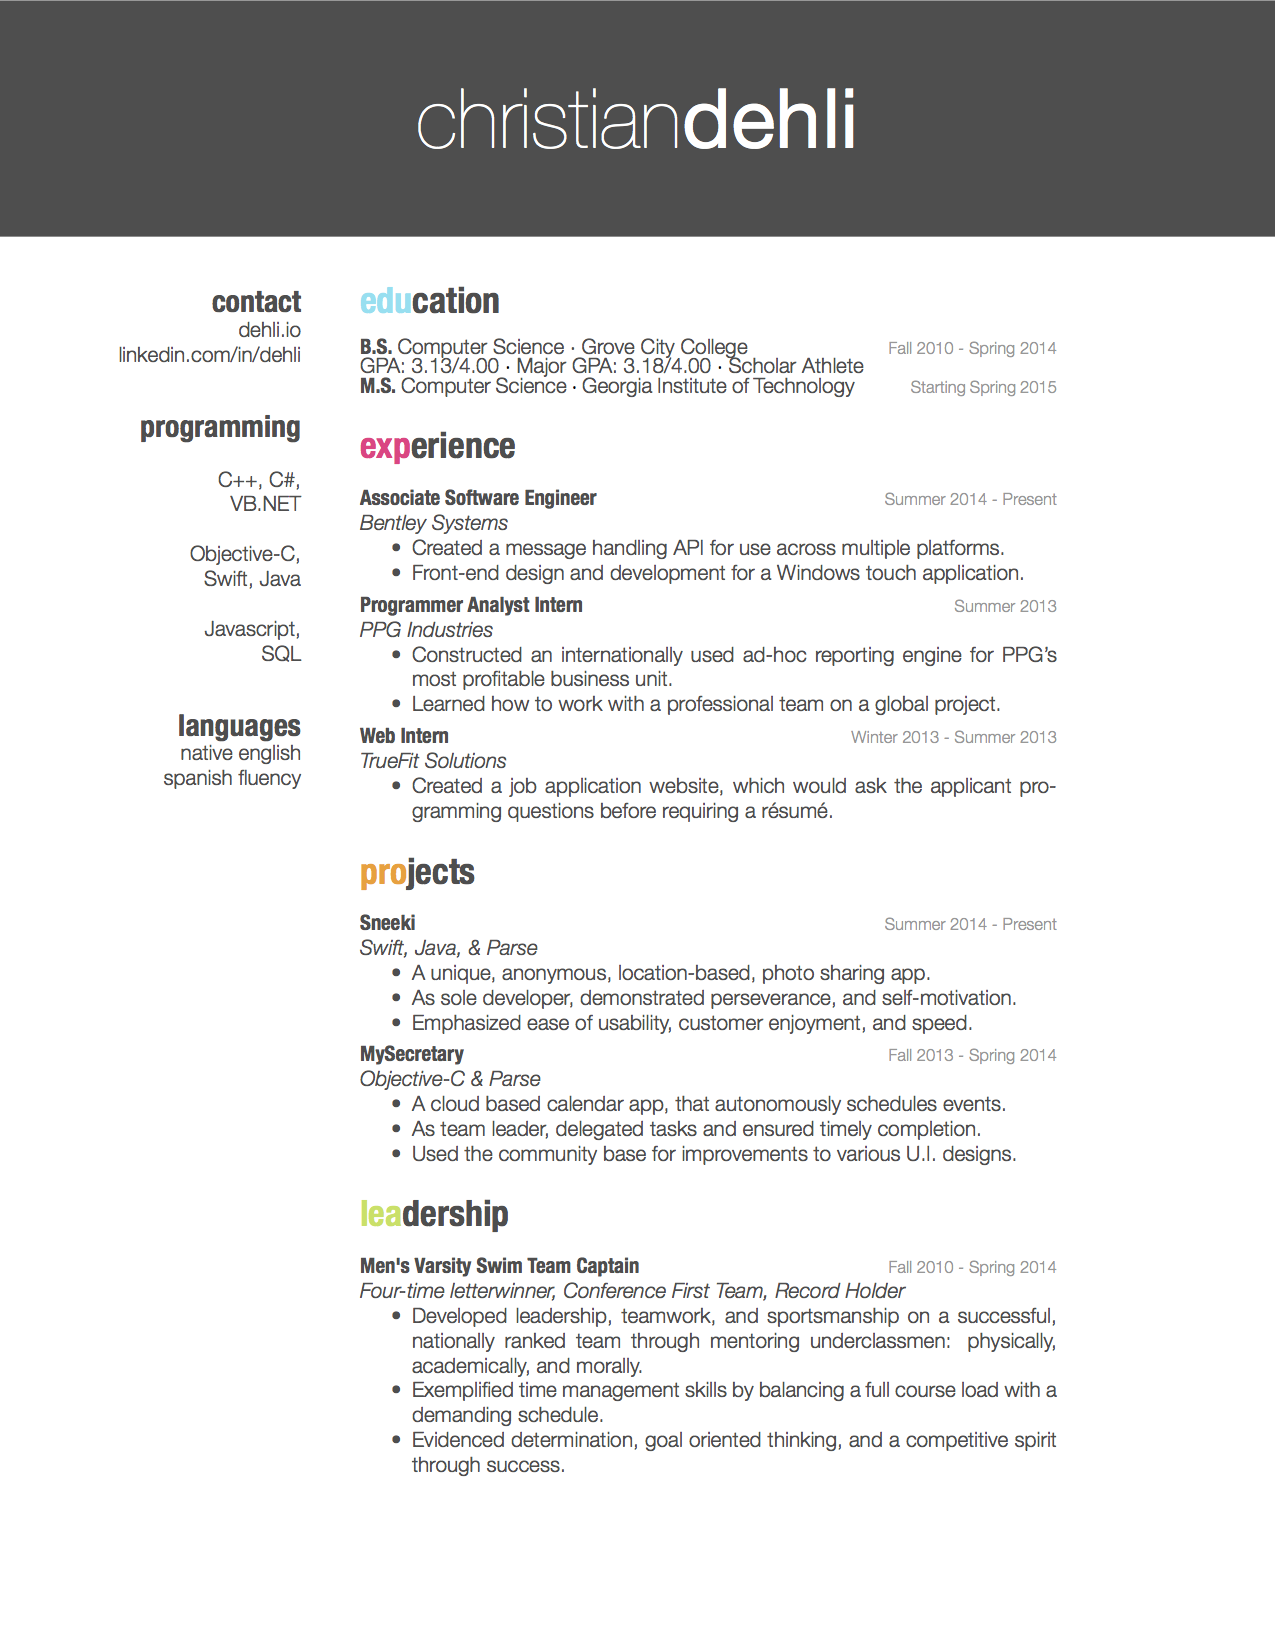 christiandehli
contact
dehli.io
linkedin.com/in/dehli
programming
C++, C#,
VB.NET
Objective-C,
Swift, Java
Javascript,
SQL
languages
native english
spanish fluency
education
B.S. Computer Science · Grove City College Fall 2010 - Spring 2014
GPA: 3.13/4.00 · Major GPA: 3.18/4.00 · Scholar Athlete
M.S. Computer Science · Georgia Institute of Technology Starting Spring 2015
experience
Associate Software Engineer Summer 2014 - Present
Bentley Systems
• Created a message handling API for use across multiple platforms.
• Front-end design and development for a Windows touch application.
Programmer Analyst Intern Summer 2013
PPG Industries
• Constructed an internationally used ad-hoc reporting engine for PPG’s
most profitable business unit.
• Learned how to work with a professional team on a global project.
Web Intern Winter 2013 - Summer 2013
TrueFit Solutions
• Created a job application website, which would ask the applicant pro-
gramming questions before requiring a résumé.
projects
Sneeki Summer 2014 - Present
Swift, Java, & Parse
• A unique, anonymous, location-based, photo sharing app.
• As sole developer, demonstrated perseverance, and self-motivation.
• Emphasized ease of usability, customer enjoyment, and speed.
MySecretary Fall 2013 - Spring 2014
Objective-C & Parse
• A cloud based calendar app, that autonomously schedules events.
• As team leader, delegated tasks and ensured timely completion.
• Used the community base for improvements to various U.I. designs.
leadership
Men's Varsity Swim Team Captain Fall 2010 - Spring 2014
Four-time letterwinner, Conference First Team, Record Holder
• Developed leadership, teamwork, and sportsmanship on a successful,
nationally ranked team through mentoring underclassmen: physically,
academically, and morally.
• Exemplified time management skills by balancing a full course load with a
demanding schedule.
• Evidenced determination, goal oriented thinking, and a competitive spirit
through success.